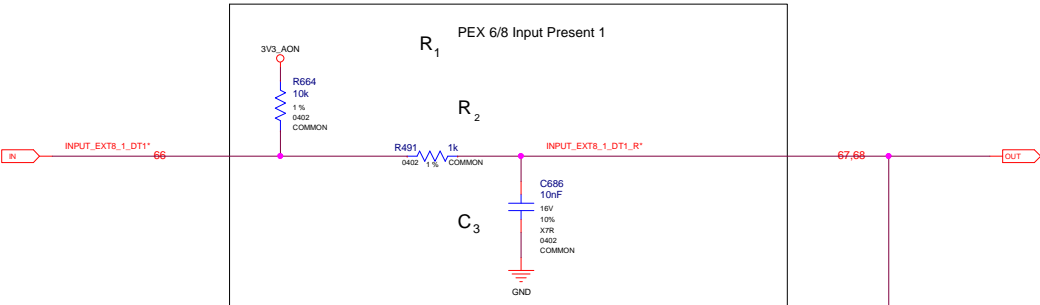 PEX 6/8 Input Present 1
R1
3V3_AON
R664
10k
1 %
0402
COMMON
R2
IN
INPUT_EXT8_1_DT1*
66
R491 1k
0402 1 % COMMON
INPUT_EXT8_1_DT1_R*
67,68
OUT
C686
10nF
16V
10%
X7R
0402
COMMON
C3
GND